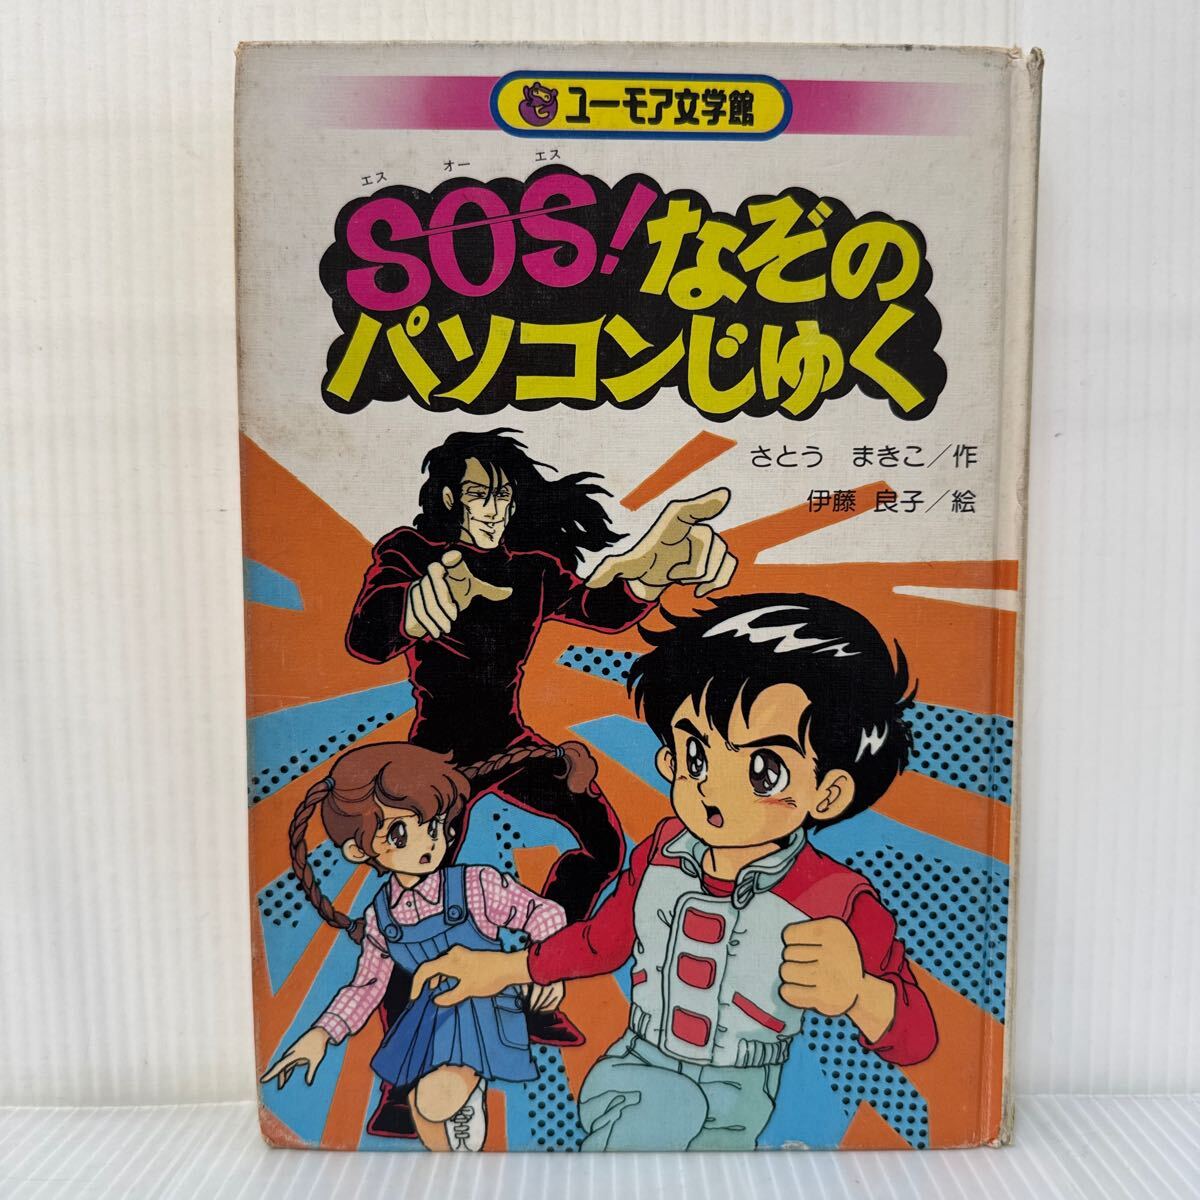 ユーモア文学館
エス オー エス
SOS!なぞの
パソコンじゅく
さとう まきこ/作
伊藤 良子/絵